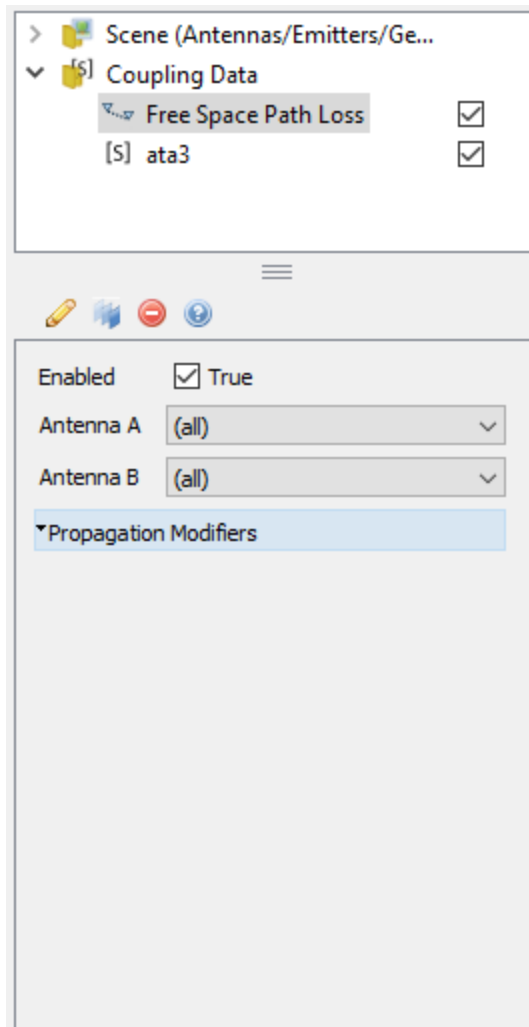 Scene (Antennas/Emitters/Ge...
[S] Coupling Data
Free Space Path Loss
[S] ata3
Enabled True
Antenna A (all)
Antenna B (all)
Propagation Modifiers